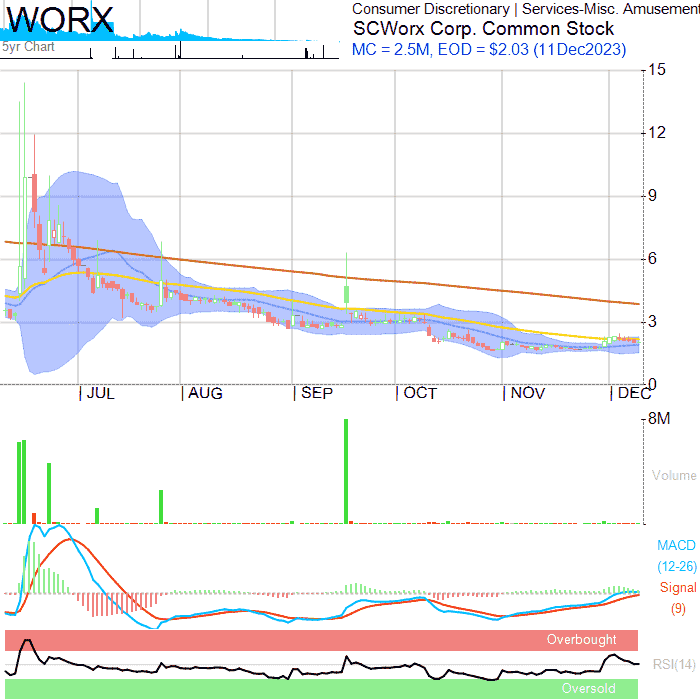 WORX
5yr Chart
Consumer Discretionary | Services-Misc. Amusement
SCWorx Corp. Common Stock
MC = 2.5M, EOD = $2.03 (11Dec2023)
15
12
9
6
3
0
JUL AUG SEP OCT NOV DEC
8M
Volume
MACD
(12-26)
Signal
(9)
Overbought
RSI(14)
Oversold